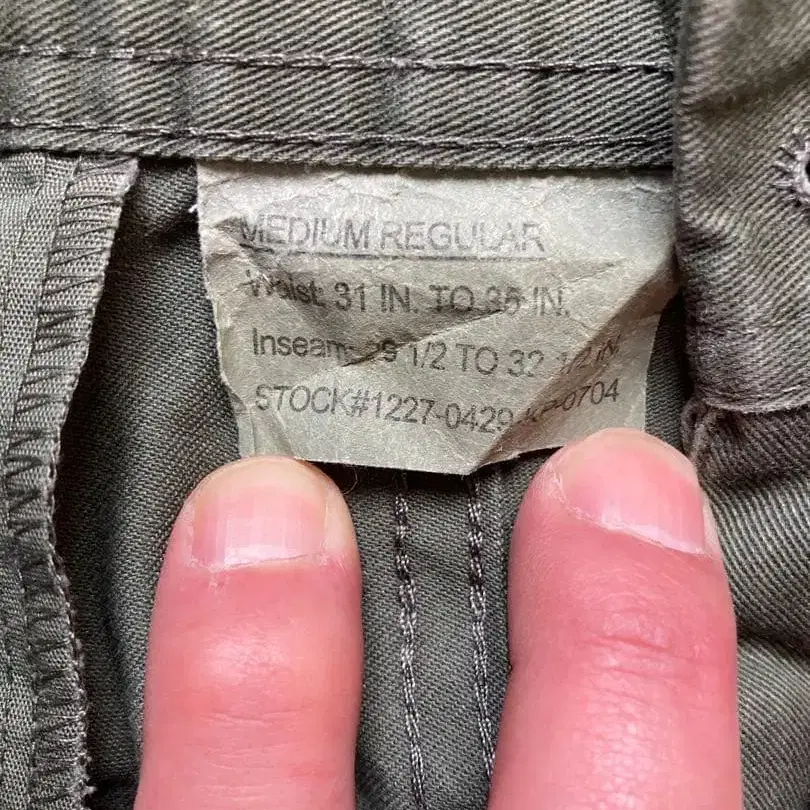 MEDIUM REGULAR
Waist: 31 IN. TO 35 IN.
Inseam: 1/2 TO 32 1/2 IN.
STOCK#1227-0429-KP-0704